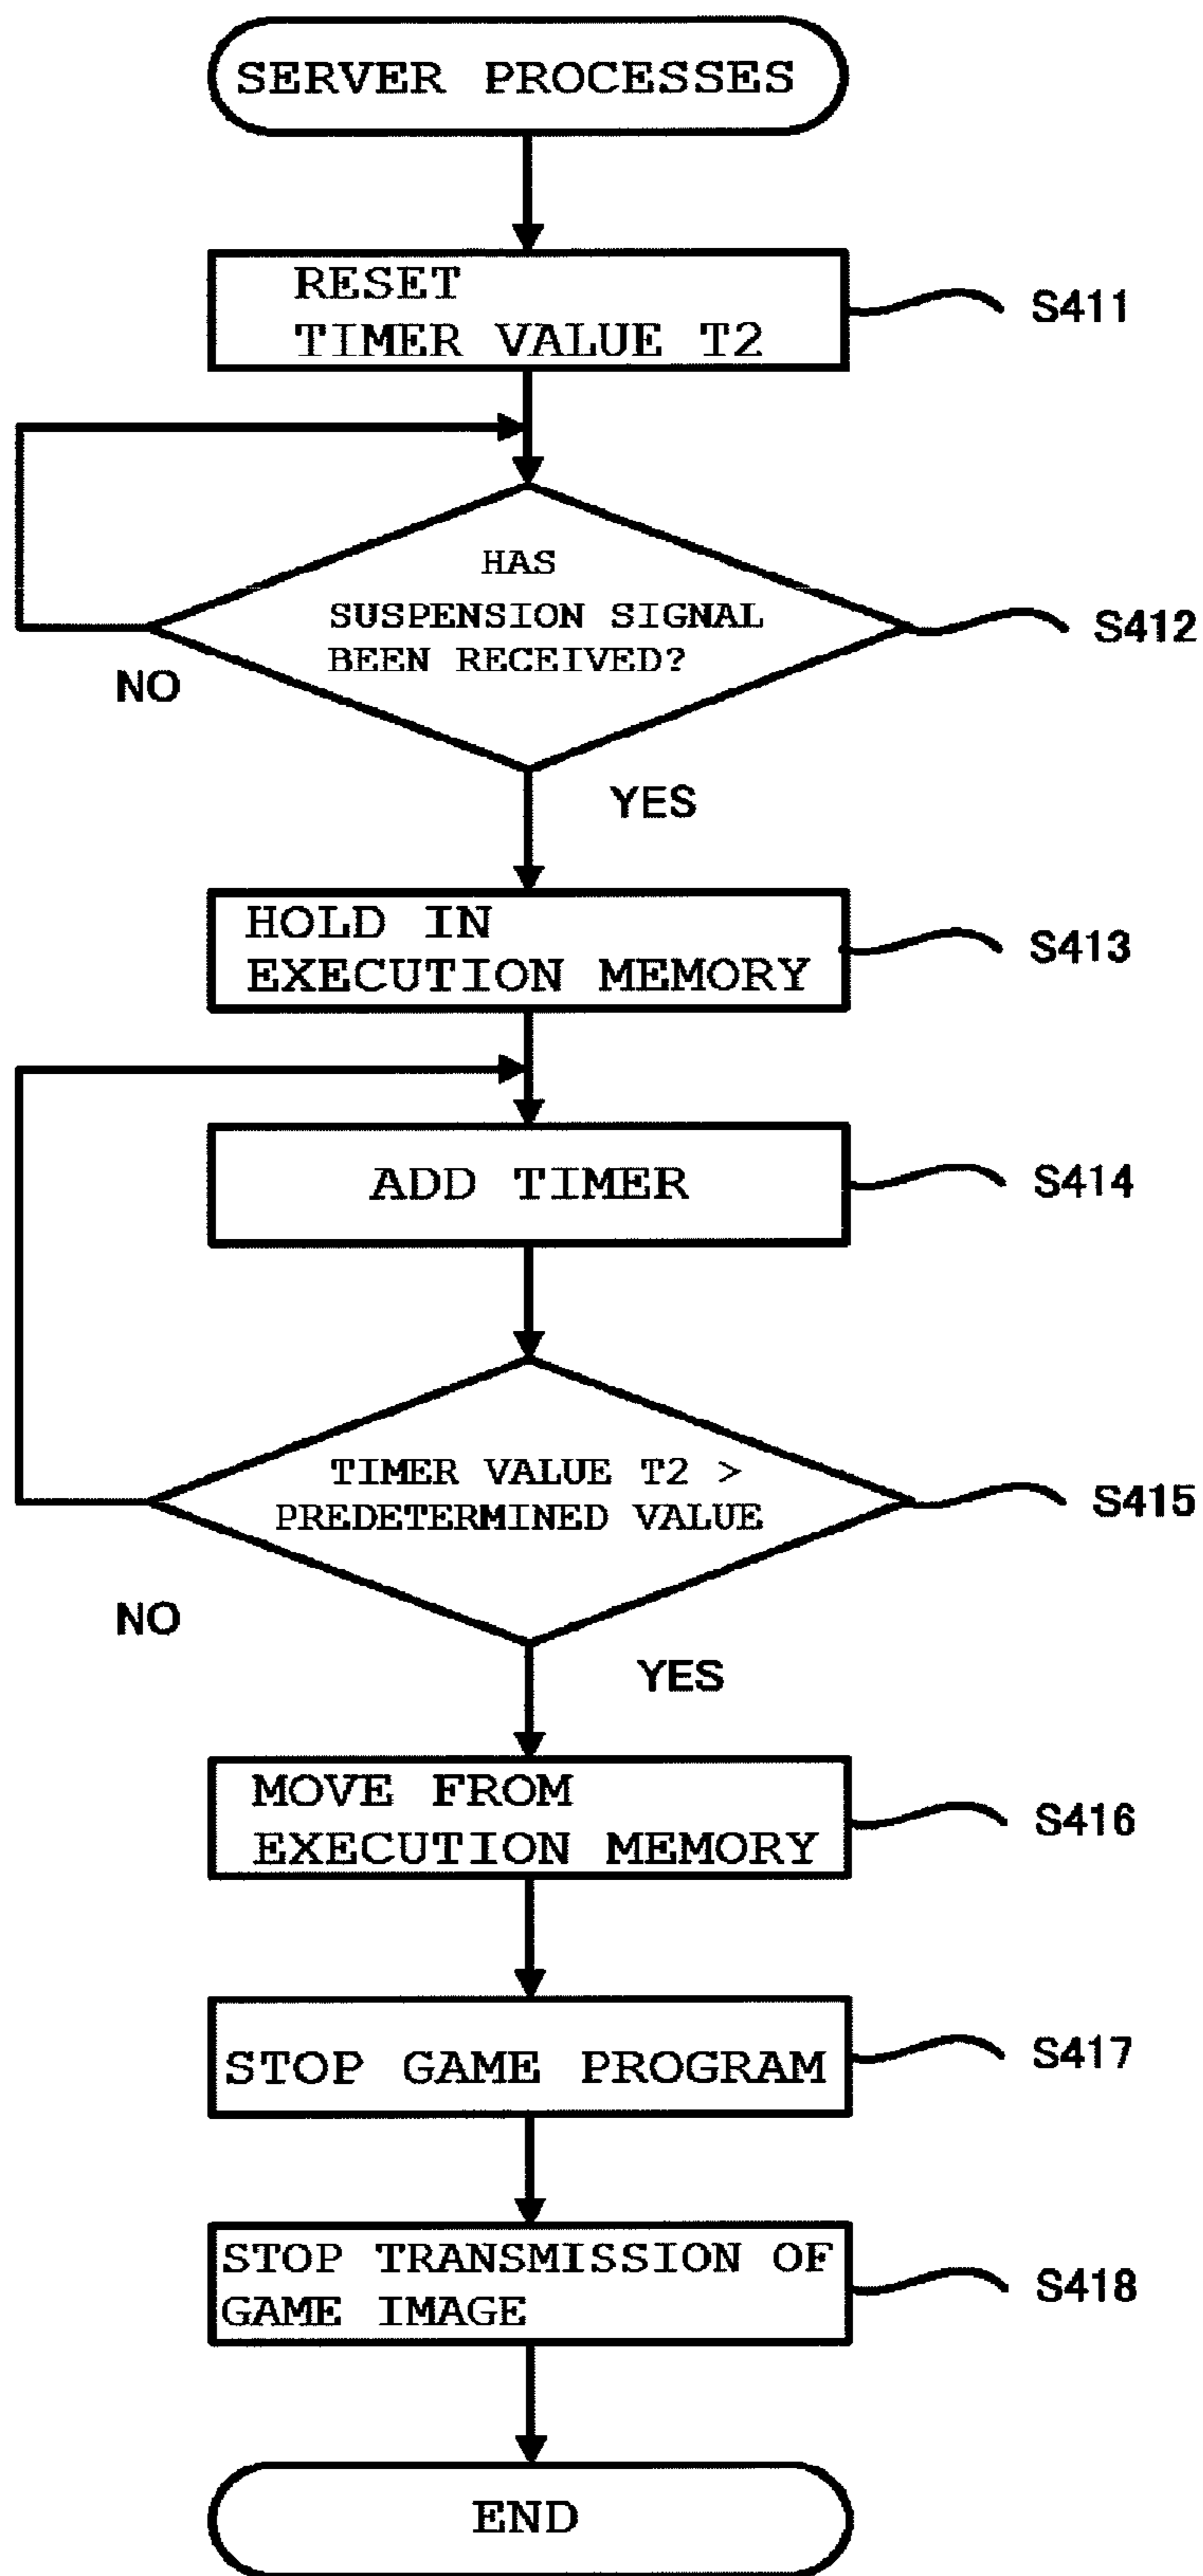 SERVER PROCESSES
RESET
TIMER VALUE T2
S411
HAS
SUSPENSION SIGNAL
BEEN RECEIVED?
S412
NO
YES
HOLD IN
EXECUTION MEMORY
S413
ADD TIMER
S414
TIMER VALUE T2 >
PREDETERMINED VALUE
S415
NO
YES
MOVE FROM
EXECUTION MEMORY
S416
STOP GAME PROGRAM
S417
STOP TRANSMISSION OF
GAME IMAGE
S418
END